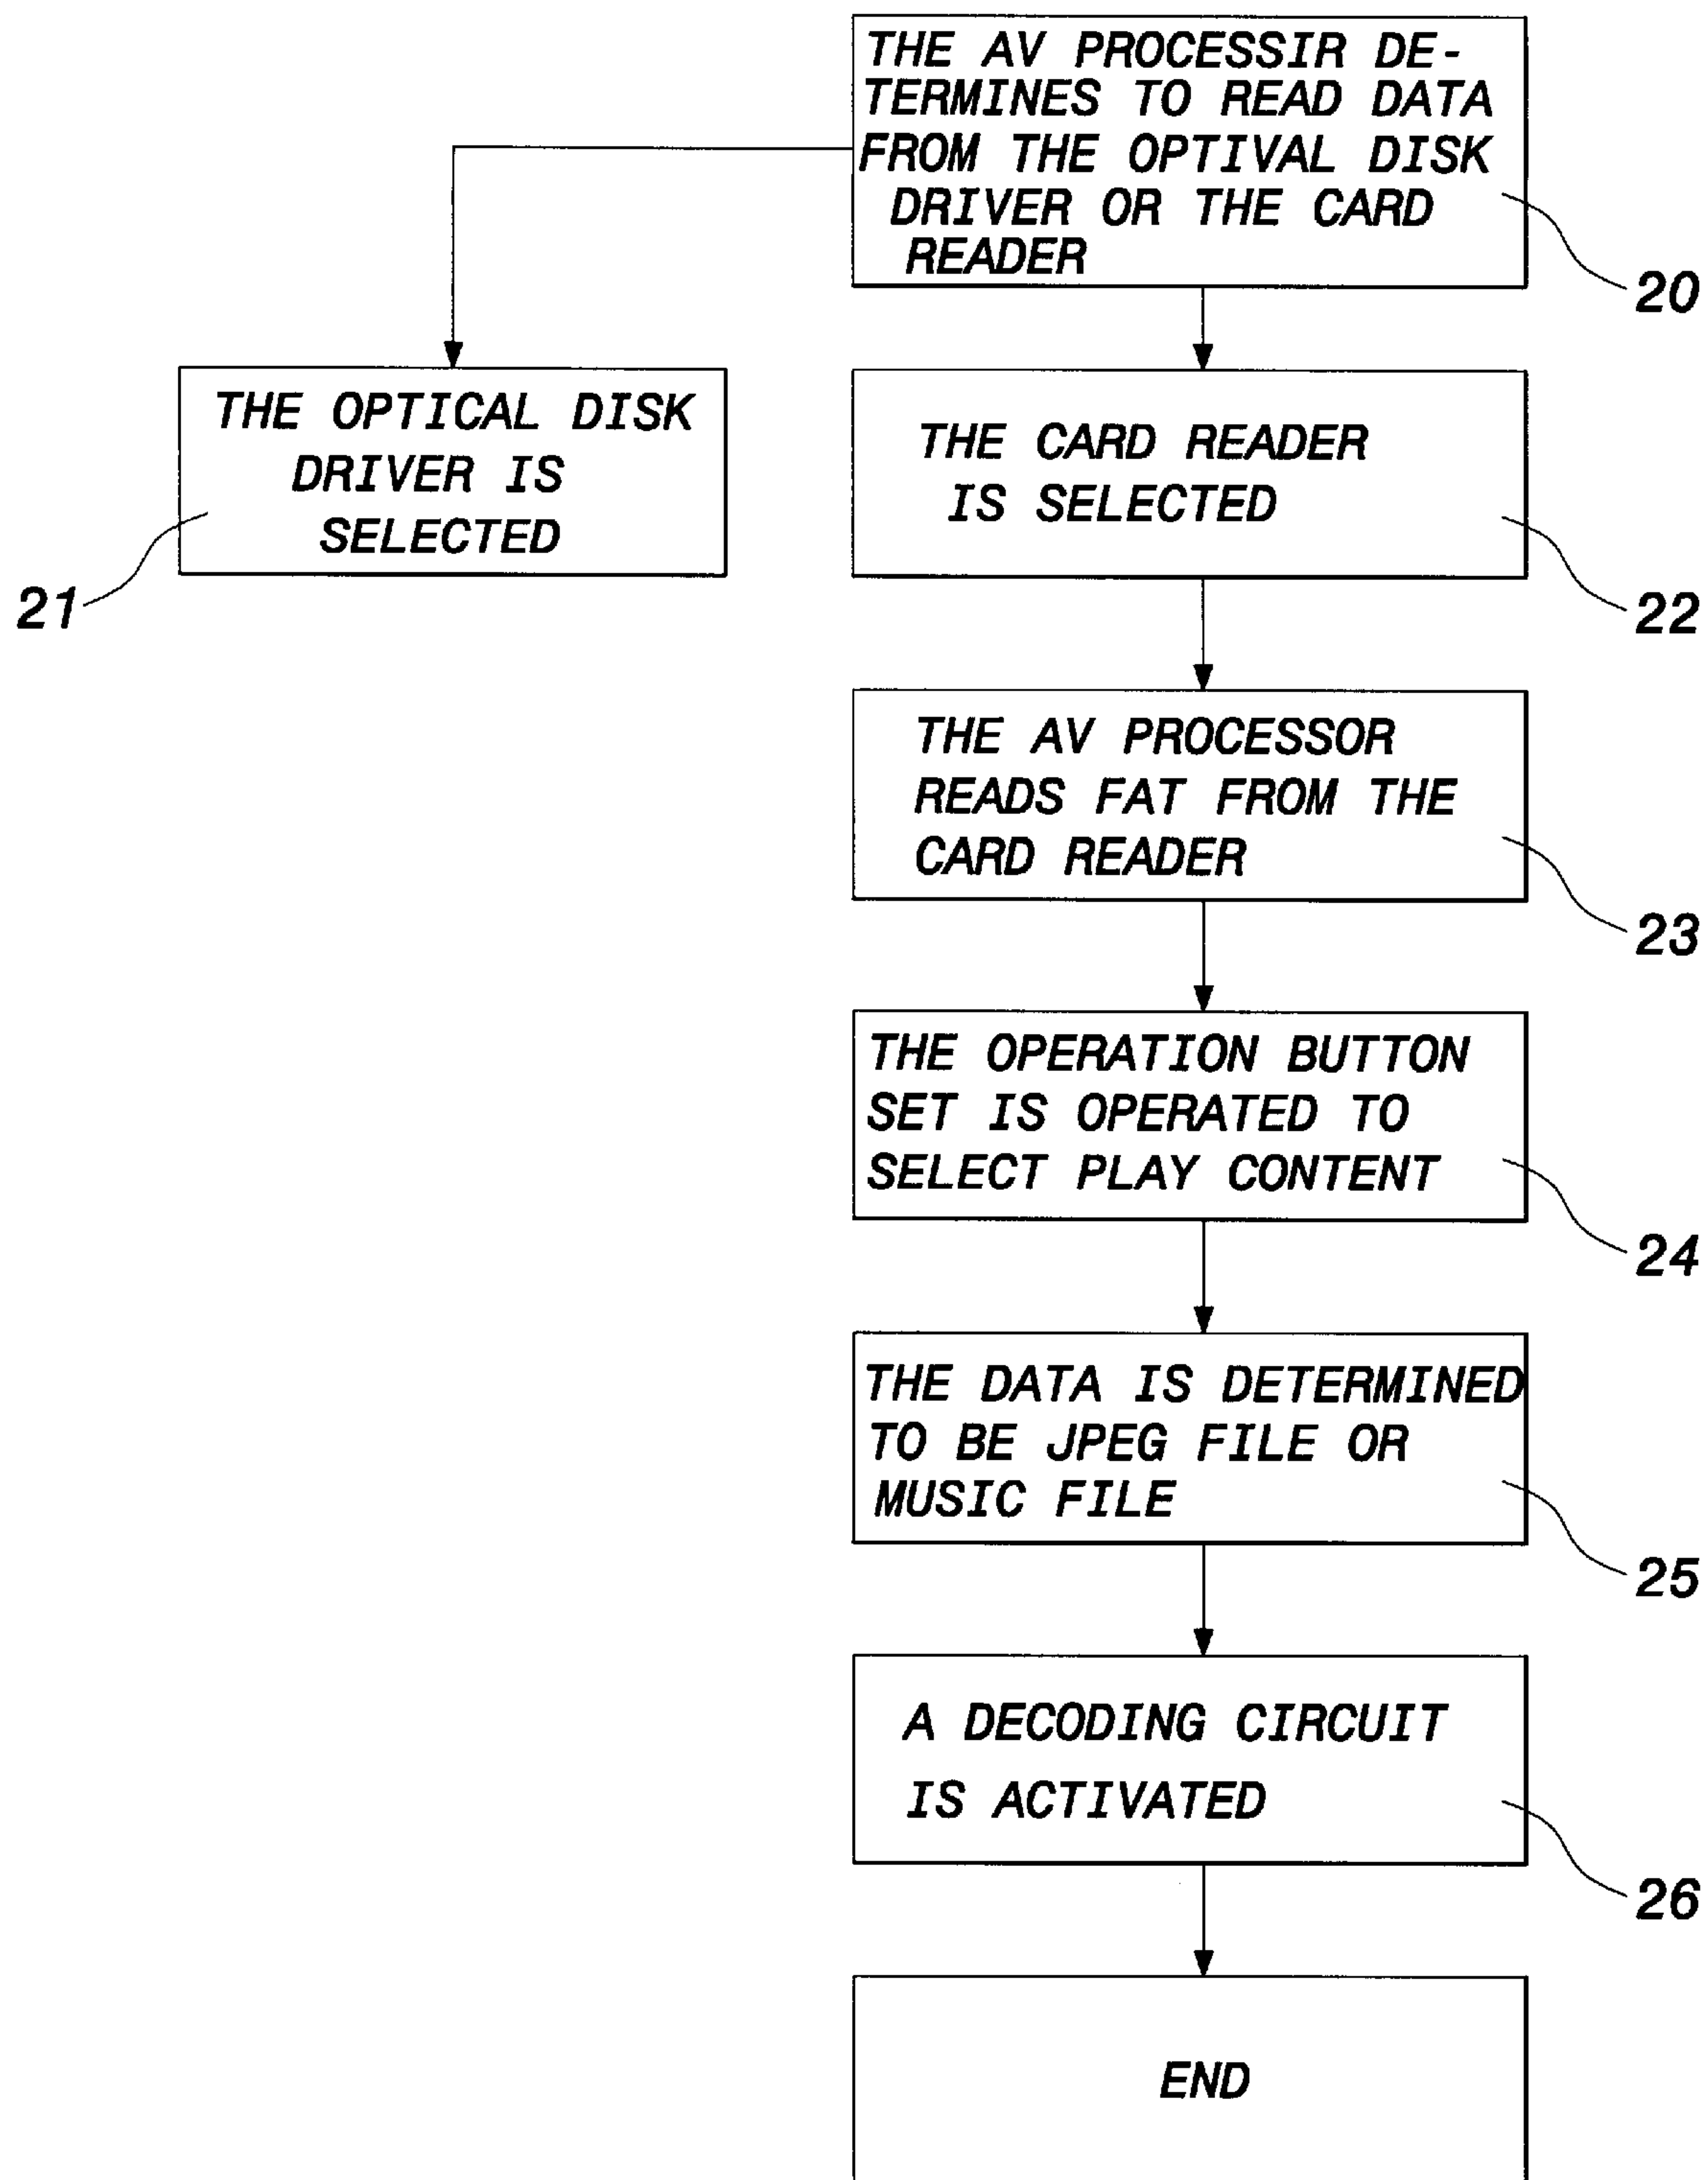 THE AV PROCESSIR DE-
TERMINES TO READ DATA
FROM THE OPTIVAL DISK
DRIVER OR THE CARD
READER
20
THE OPTICAL DISK
DRIVER IS
SELECTED
21
THE CARD READER
IS SELECTED
22
THE AV PROCESSOR
READS FAT FROM THE
CARD READER
23
THE OPERATION BUTTON
SET IS OPERATED TO
SELECT PLAY CONTENT
24
THE DATA IS DETERMINED
TO BE JPEG FILE OR
MUSIC FILE
25
A DECODING CIRCUIT
IS ACTIVATED
26
END